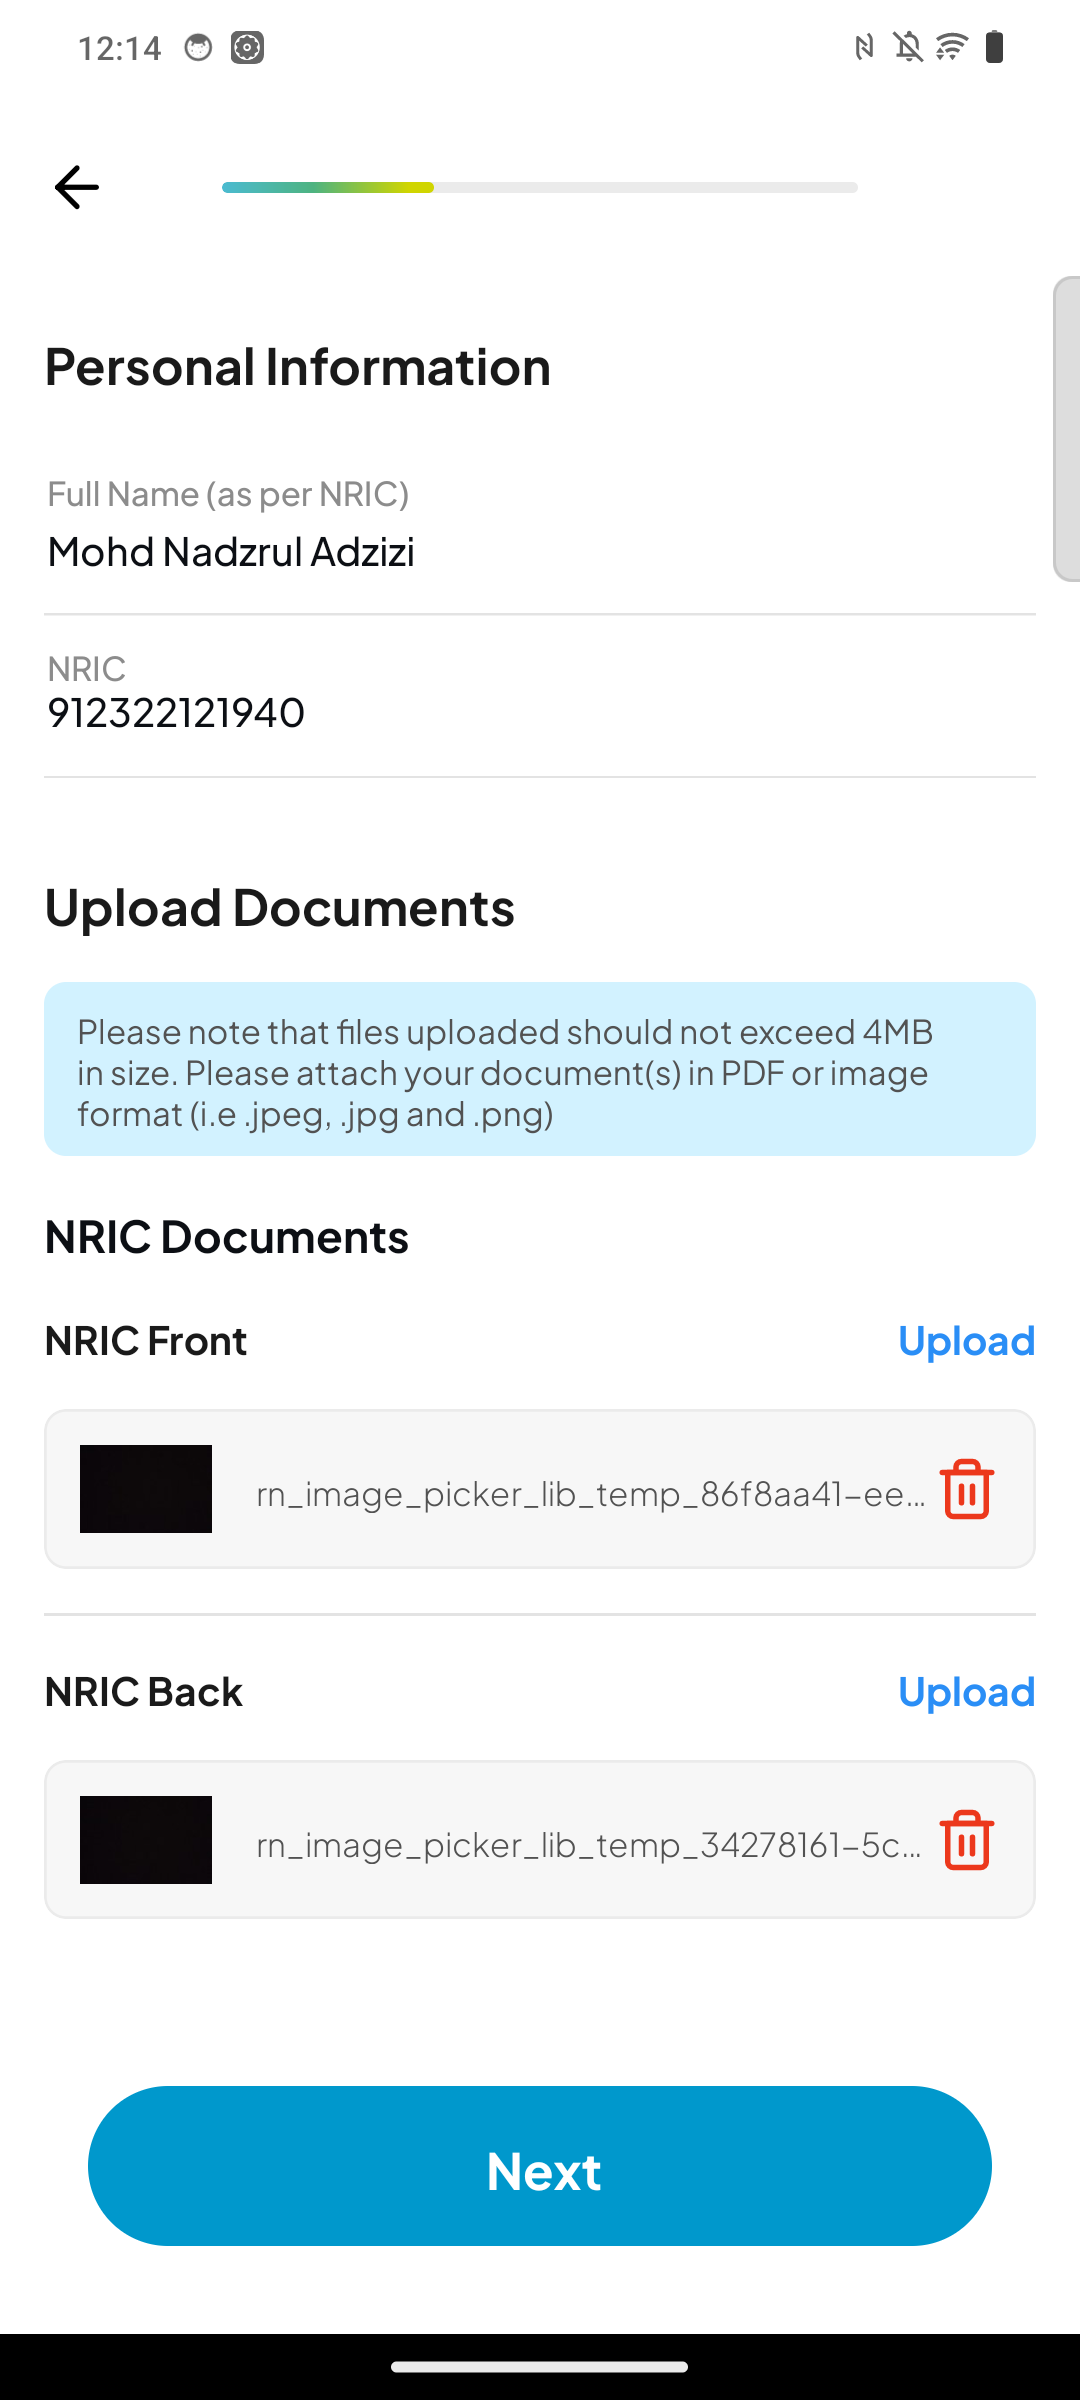 12:14
Personal Information
Full Name (as per NRIC)
Mohd Nadzrul Adzizi
NRIC
912322121940
Upload Documents
Please note that files uploaded should not exceed 4MB
in size. Please attach your document(s) in PDF or image
format (i.e .jpeg, .jpg and .png)
NRIC Documents
NRIC Front
Upload
rn_image_picker_lib_temp_86f8aa41-ee...
NRIC Back
Upload
rn_image_picker_lib_temp_34278161-5c...
Next